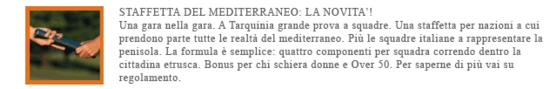 STAFFETTA DEL MEDITERRANEO: LA NOVITA'!
Una gara nella gara. A Tarquinia grande prova a squadre. Una staffetta per nazioni a cui
prendono parte tutte le realtá del mediterraneo. Più le squadre italiane a rappresentare la
penisola. La formula è semplice: quattro componenti per squadra correndo dentro la
cittadina etrusca. Bonus per chi schiera donne e Over 50. Per saperne di più vai su
regolamento.